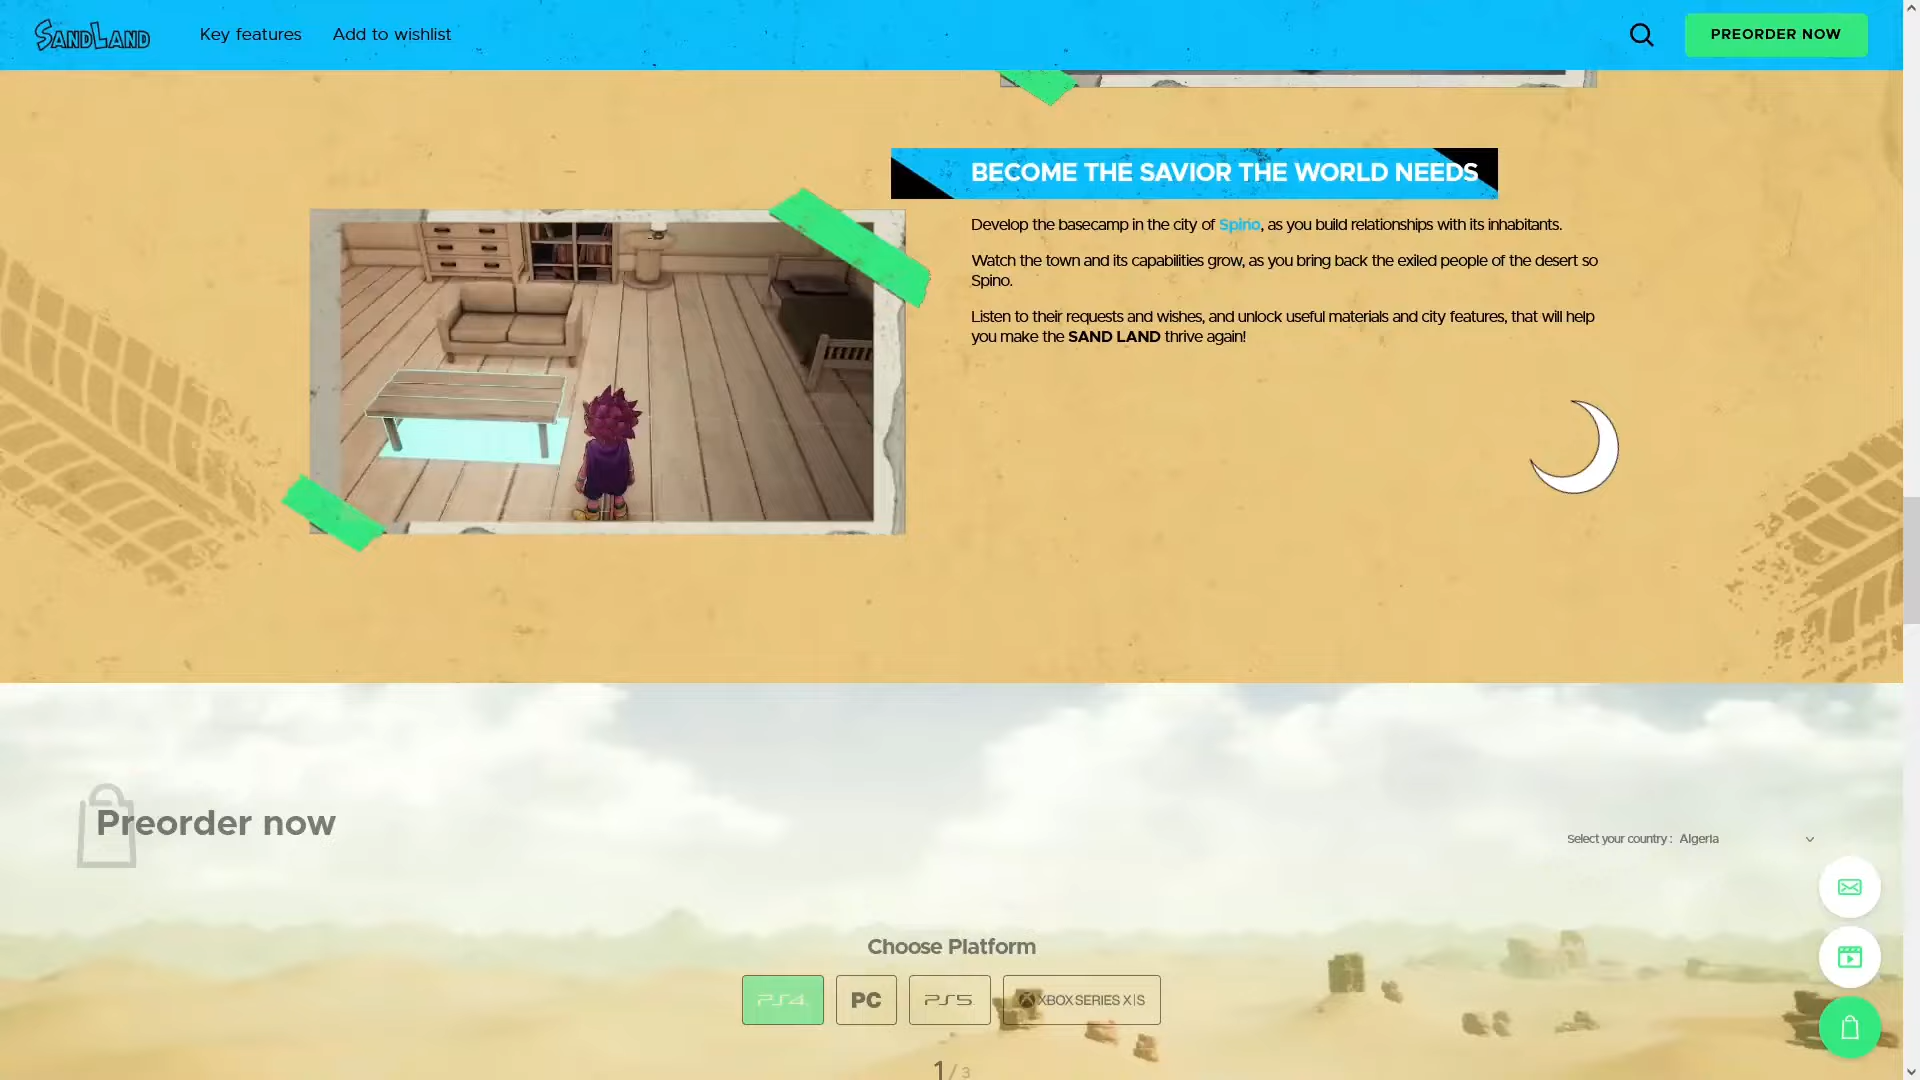 SANDLAND
Key features
Add to wishlist
PREORDER NOW
BECOME THE SAVIOR THE WORLD NEEDS
Develop the basecamp in the city of Spino, as you build relationships with its inhabitants.
Watch the town and its capabilities grow, as you bring back the exiled people of the desert so
Spino.
Listen to their requests and wishes, and unlock useful materials and city features, that will help
you make the SAND LAND thrive again!
Preorder now
Select your country : Algeria
Choose Platform
PS4
PC
PS5
XBOX SERIES X|S
1 / 3